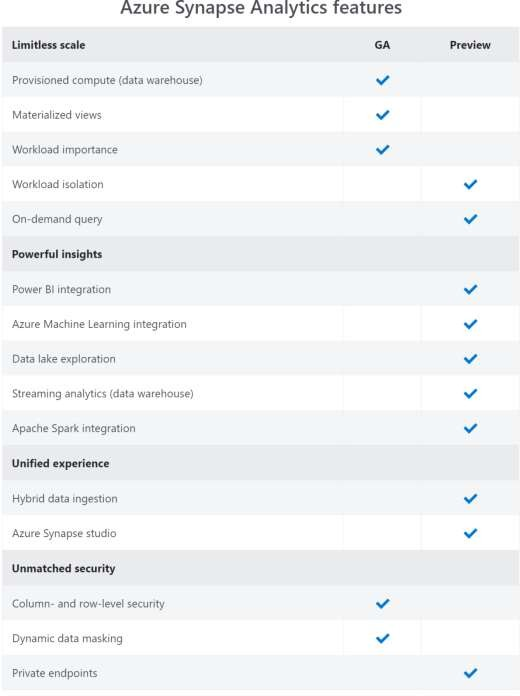 Azure Synapse Analytics features
Limitless scale GA Preview
Provisioned compute (data warehouse)
Materialized views
Workload importance
Workload isolation
On-demand query
Powerful insights
Power BI integration
Azure Machine Learning integration
Data lake exploration
Streaming analytics (data warehouse)
Apache Spark integration
Unified experience
Hybrid data ingestion
Azure Synapse studio
Unmatched security
Column- and row-level security
Dynamic data masking
Private endpoints